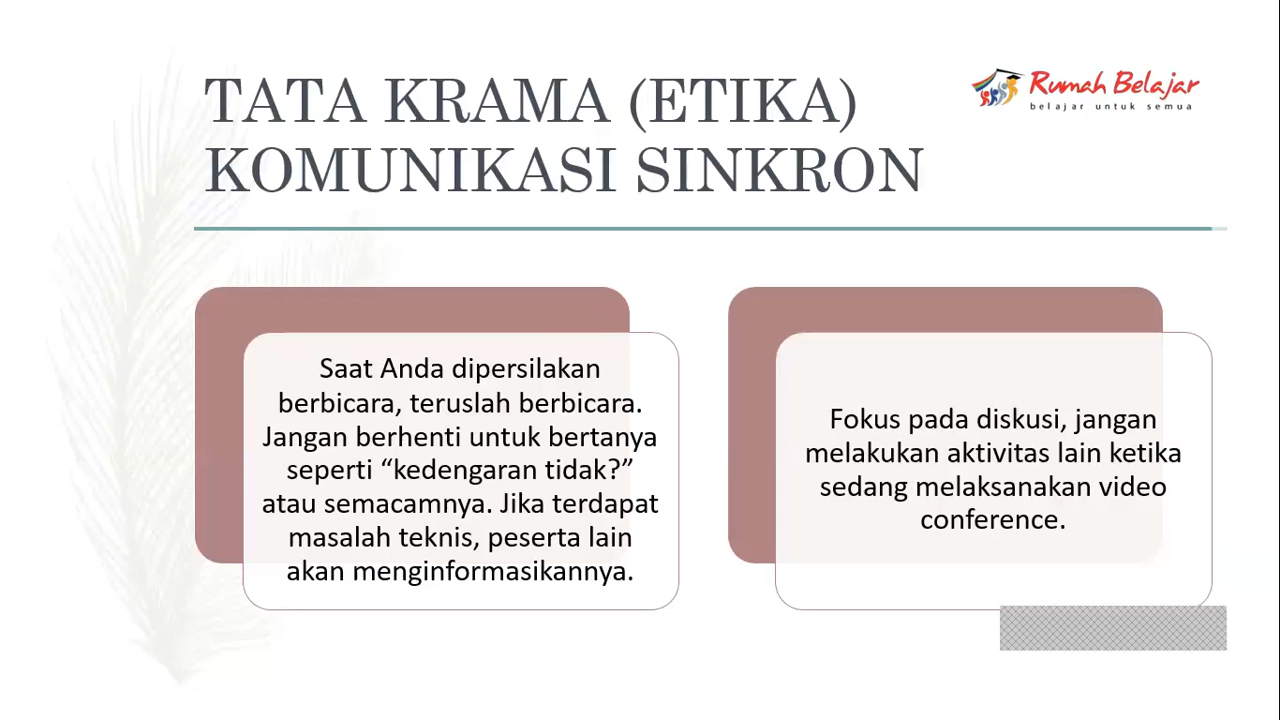 TATA KRAMA (ETIKA)
KOMUNIKASI SINKRON
Rumah Belajar
belajar untuk semua
Saat Anda dipersilakan
berbicara, teruslah berbicara.
Jangan berhenti untuk bertanya
seperti “kedengaran tidak?”
atau semacamnya. Jika terdapat
masalah teknis, peserta lain
akan menginformasikannya.
Fokus pada diskusi, jangan
melakukan aktivitas lain ketika
sedang melaksanakan video
conference.